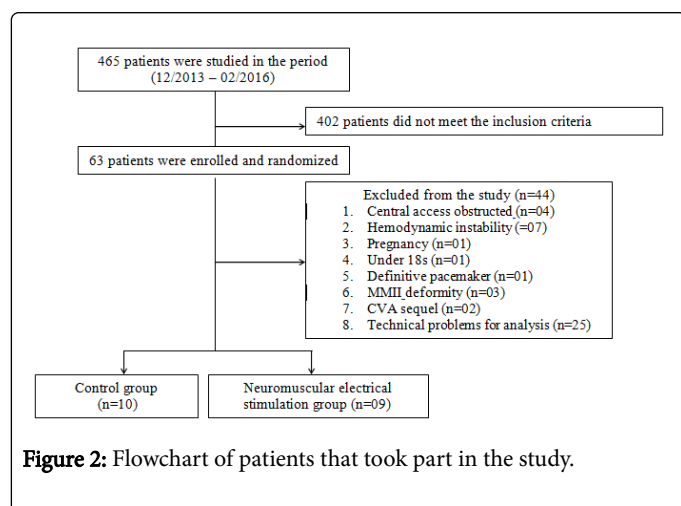 465 patients were studied in the period
(12/2013 – 02/2016)
402 patients did not meet the inclusion criteria
63 patients were enrolled and randomized
Excluded from the study (n=44)
1. Central access obstructed (n=04)
2. Hemodynamic instability (=07)
3. Pregnancy (n=01)
4. Under 18s (n=01)
5. Definitive pacemaker (n=01)
6. MMII deformity (n=03)
7. CVA sequel (n=02)
8. Technical problems for analysis (n=25)
Control group
(n=10)
Neuromuscular electrical
stimulation group (n=09)
Figure 2: Flowchart of patients that took part in the study.